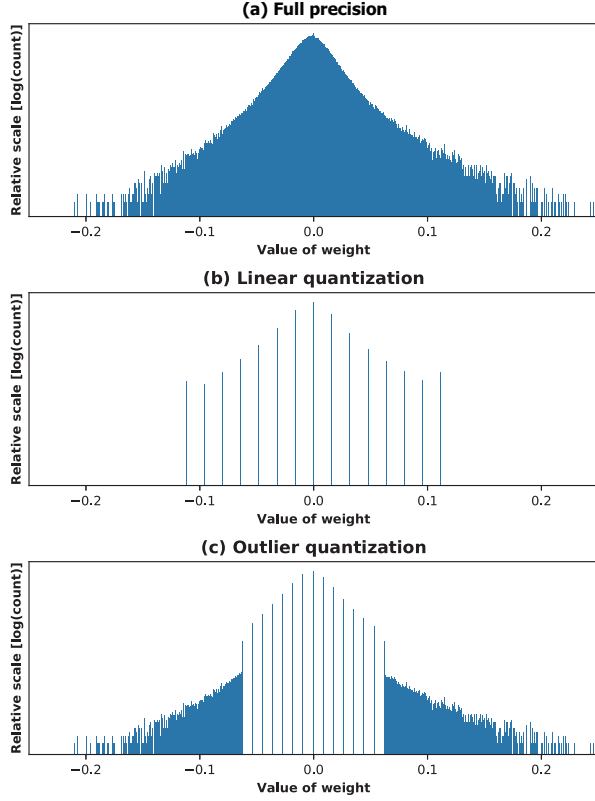 (a) Full precision
Relative scale [log(count)]
−0.2 −0.1 0.0 0.1 0.2
Value of weight
(b) Linear quantization
Relative scale [log(count)]
−0.2 −0.1 0.0 0.1 0.2
Value of weight
(c) Outlier quantization
Relative scale [log(count)]
−0.2 −0.1 0.0 0.1 0.2
Value of weight